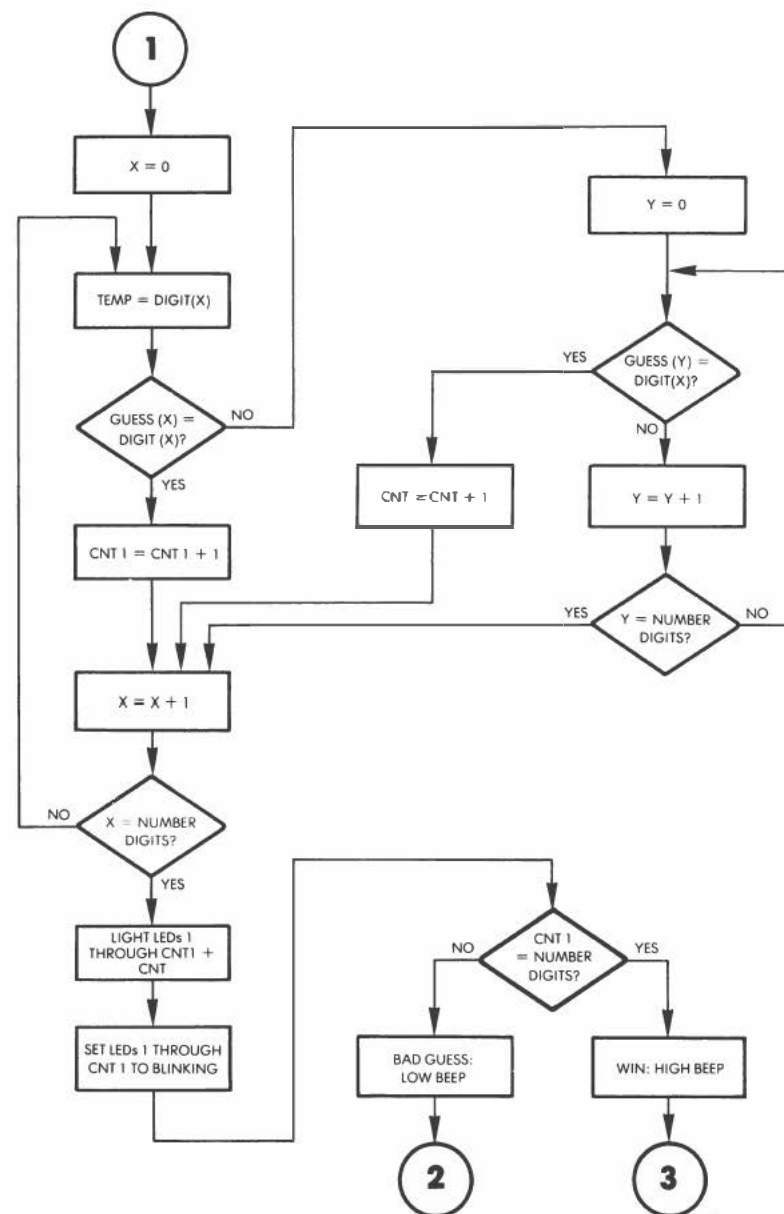 1
X = 0
TEMP = DIGIT(X)
GUESS (X) =
DIGIT (X)?
NO
YES
CNT 1 = CNT 1 + 1
X = X + 1
NO
X = NUMBER
DIGITS?
YES
LIGHT LEDs 1
THROUGH CNT1 +
CNT
SET LEDs 1 THROUGH
CNT 1 TO BLINKING
Y = 0
YES
GUESS (Y) =
DIGIT(X)?
NO
CNT = CNT + 1
Y = Y + 1
YES
Y = NUMBER
DIGITS?
NO
NO
CNT 1
= NUMBER
DIGITS?
YES
BAD GUESS:
LOW BEEP
WIN: HIGH BEEP
2
3